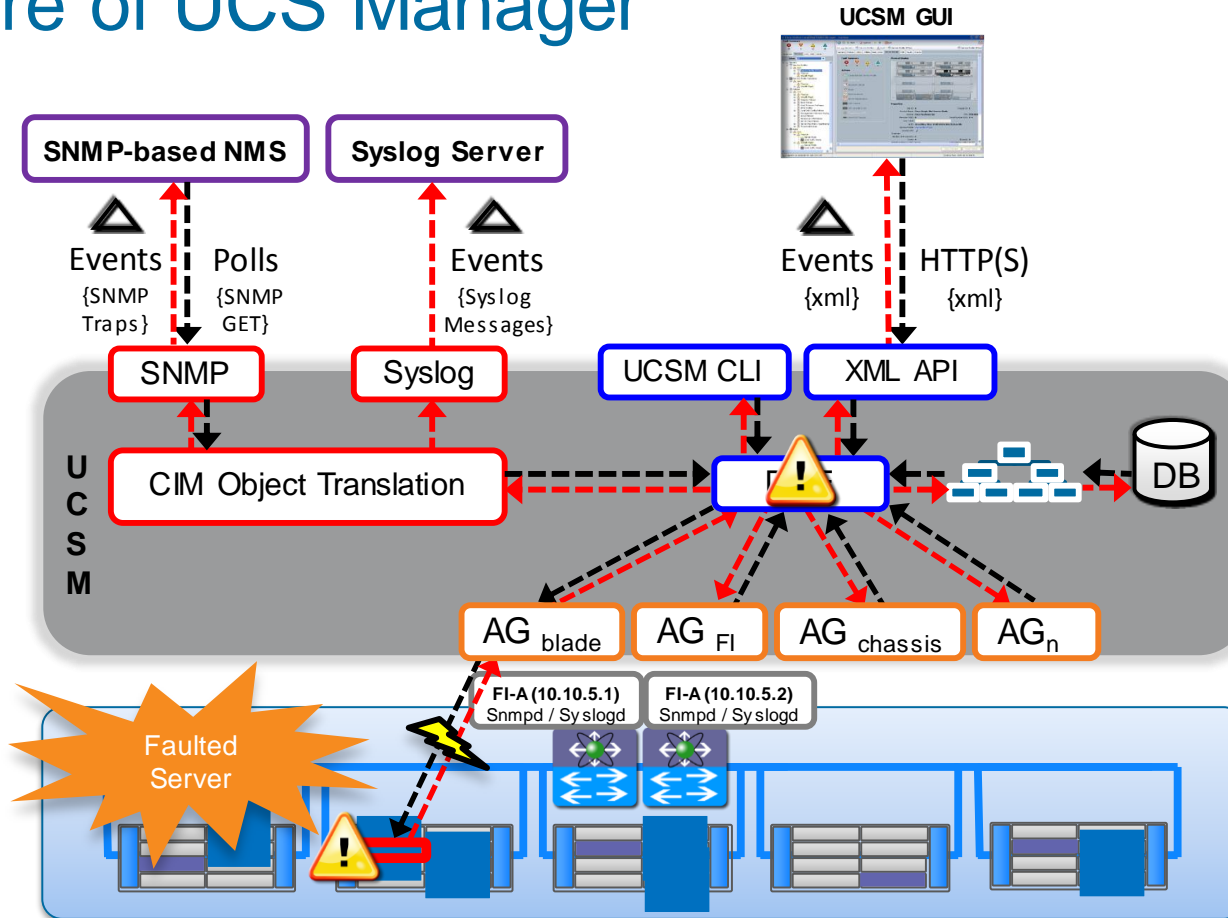 re of UCS Manager
UCSM GUI
SNMP-based NMS
Syslog Server
Events
{SNMP
Traps}
Polls
{SNMP
GET}
Events
{Syslog
Messages}
Events
{xml}
HTTP(S)
{xml}
SNMP
Syslog
UCSM CLI
XML API
UCSM
CIM Object Translation
DB
AG blade
AG FI
AG chassis
AGn
FI-A (10.10.5.1)
Snmpd / Syslogd
FI-A (10.10.5.2)
Snmpd / Syslogd
Faulted
Server